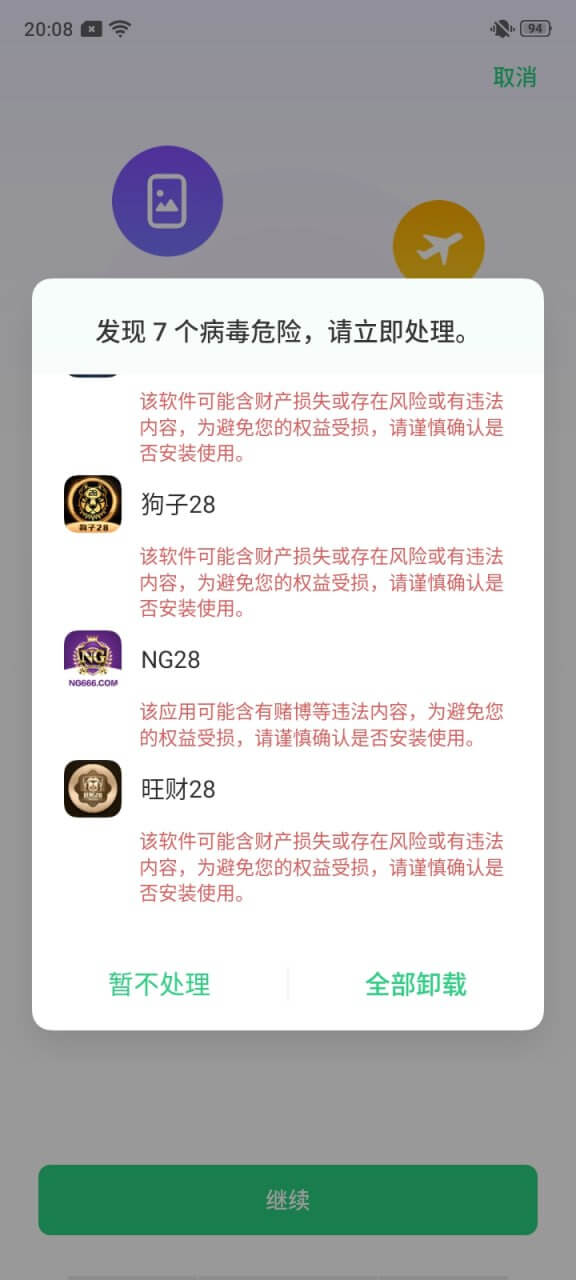 20:08
94
取消
发现 7 个病毒危险，请立即处理。
该软件可能含财产损失或存在风险或有违法
内容，为避免您的权益受损，请谨慎确认是
否安装使用。
狗子28
狗子28
该软件可能含财产损失或存在风险或有违法
内容，为避免您的权益受损，请谨慎确认是
否安装使用。
NG
NG666.COM
NG28
该应用可能含有赌博等违法内容，为避免您
的权益受损，请谨慎确认是否安装使用。
旺财28
该软件可能含财产损失或存在风险或有违法
内容，为避免您的权益受损，请谨慎确认是
否安装使用。
暂不处理
全部卸载
继续